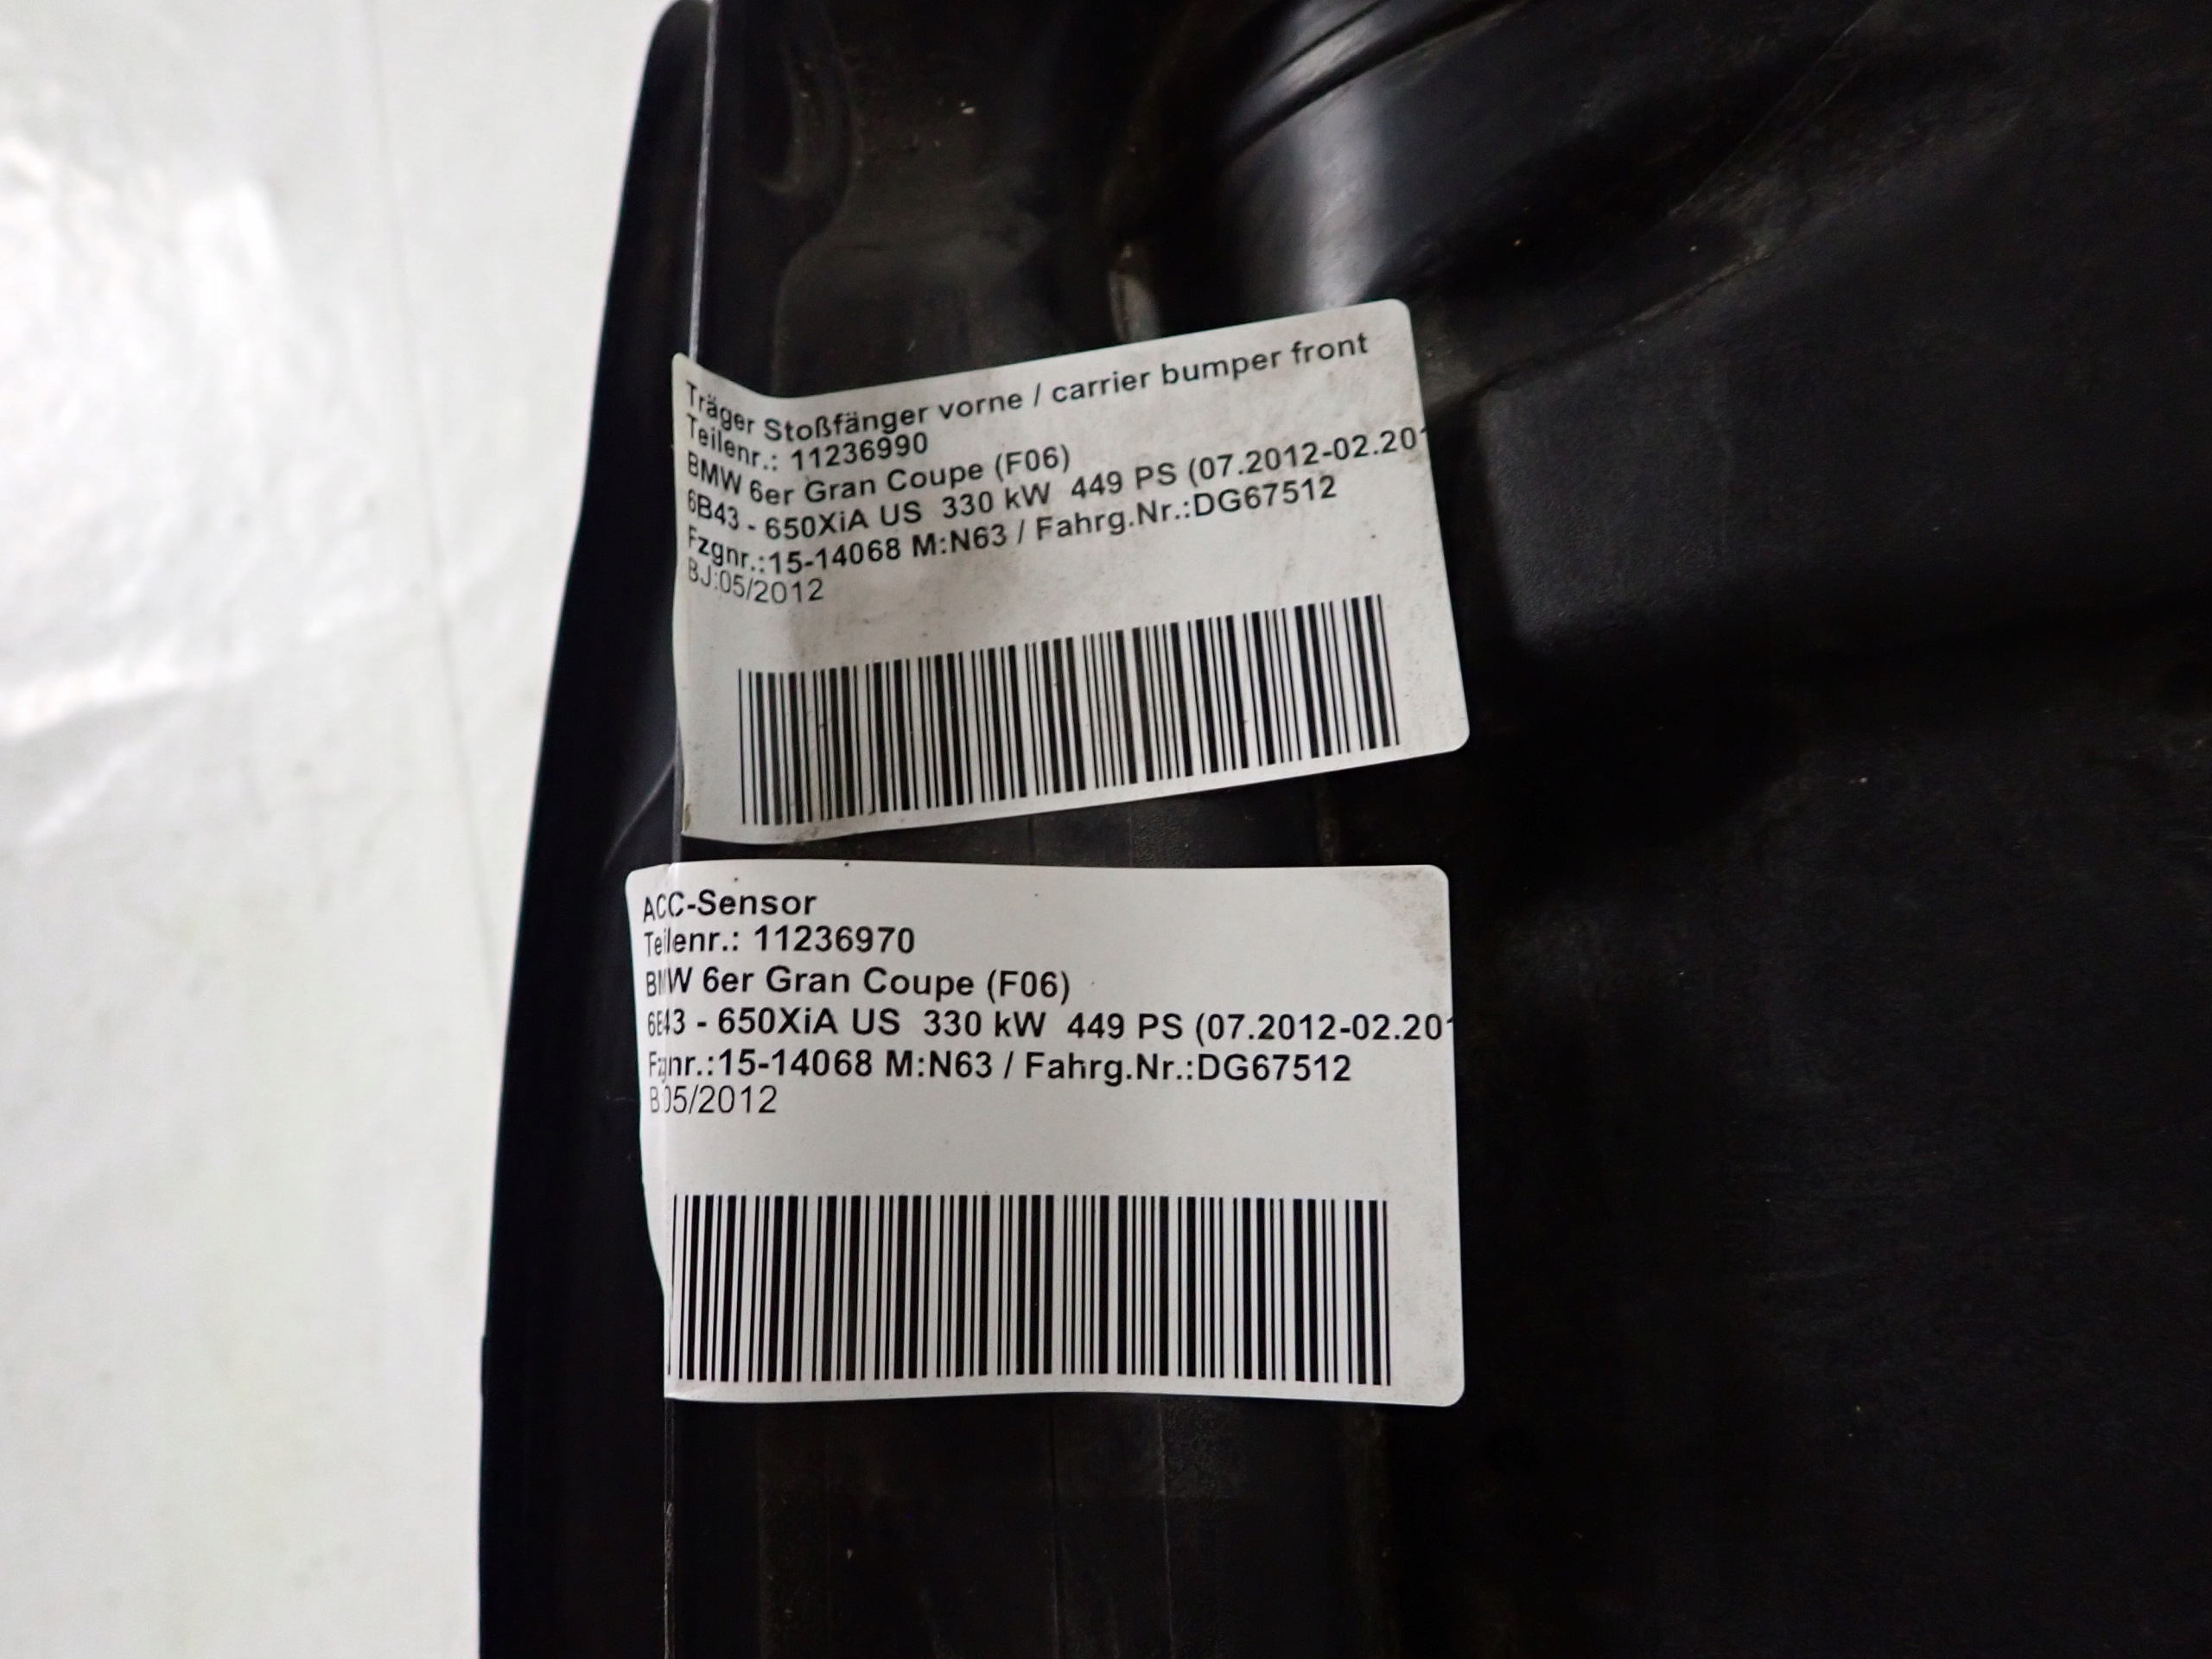 Träger Stoßfänger vorne / carrier bumper front
Teilenr.: 11236990
BMW 6er Gran Coupe (F06)
6B43 - 650XiA US 330 kW 449 PS (07.2012-02.201
Fzgnr.:15-14068 M:N63 / Fahrg.Nr.:DG67512
BJ:05/2012
ACC-Sensor
Teilenr.: 11236970
BMW 6er Gran Coupe (F06)
6B43 - 650XiA US 330 kW 449 PS (07.2012-02.201
Fzgnr.:15-14068 M:N63 / Fahrg.Nr.:DG67512
BJ:05/2012